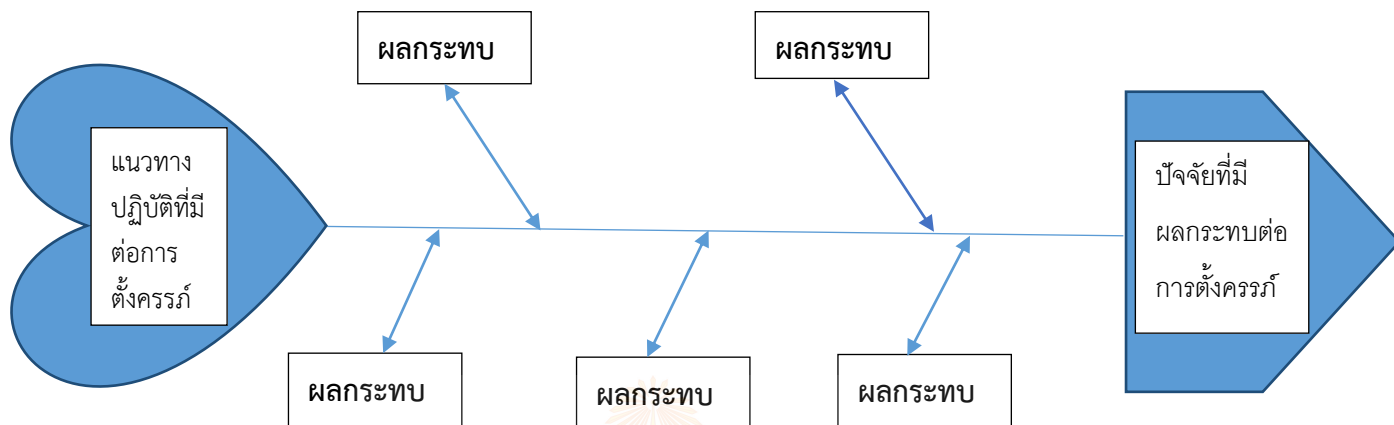 ผลกระทบ
ผลกระทบ
แนวทาง
ปฏิบัติที่มี
ต่อการ
ตั้งครรภ์
ปัจจัยที่มี
ผลกระทบต่อ
การตั้งครรภ์
ผลกระทบ
ผลกระทบ
ผลกระทบ